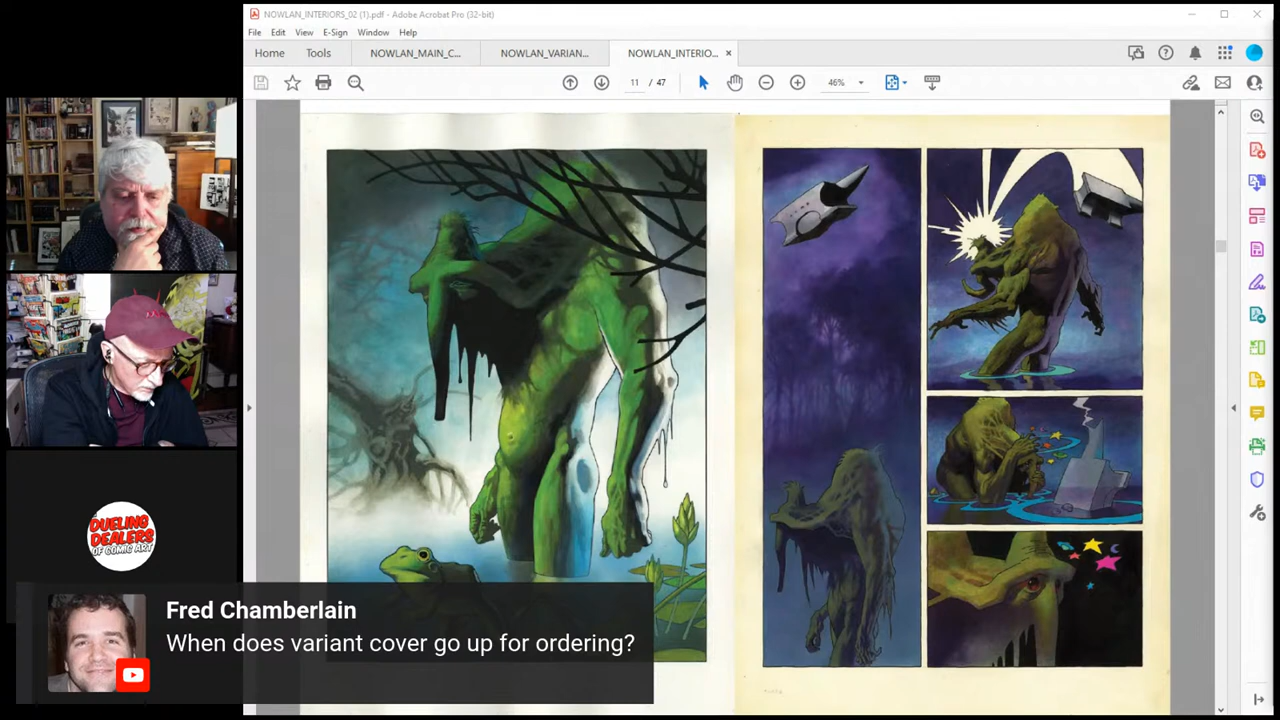 NOWLAN_INTERIORS_02 (1).pdf - Adobe Acrobat Pro (32-bit)
File Edit View E-Sign Window Help
Home Tools NOWLAN_MAIN_C... NOWLAN_VARIAN... NOWLAN_INTERIO... ×
11 / 47 46%
DUELING
DEALERS
OF COMIC ART
Fred Chamberlain
When does variant cover go up for ordering?